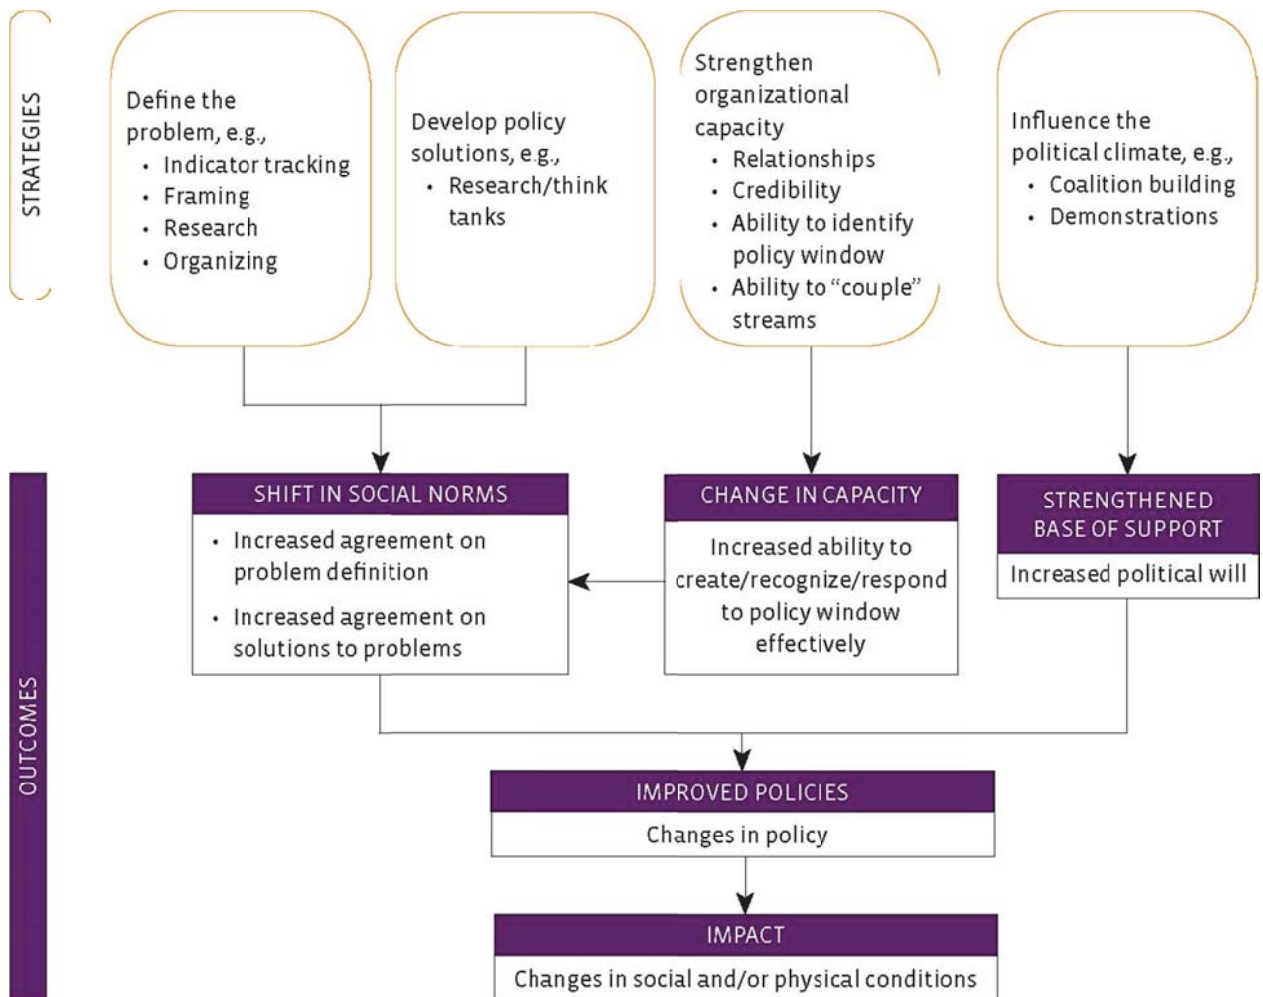 STRATEGIES
Define the
problem, e.g.,
• Indicator tracking
• Framing
• Research
• Organizing
Develop policy
solutions, e.g.,
• Research/think
tanks
Strengthen
organizational
capacity
• Relationships
• Credibility
• Ability to identify
policy window
• Ability to “couple”
streams
Influence the
political climate, e.g.,
• Coalition building
• Demonstrations
OUTCOMES
SHIFT IN SOCIAL NORMS
• Increased agreement on
problem definition
• Increased agreement on
solutions to problems
CHANGE IN CAPACITY
Increased ability to
create/recognize/respond
to policy window
effectively
STRENGTHENED
BASE OF SUPPORT
Increased political will
IMPROVED POLICIES
Changes in policy
IMPACT
Changes in social and/or physical conditions